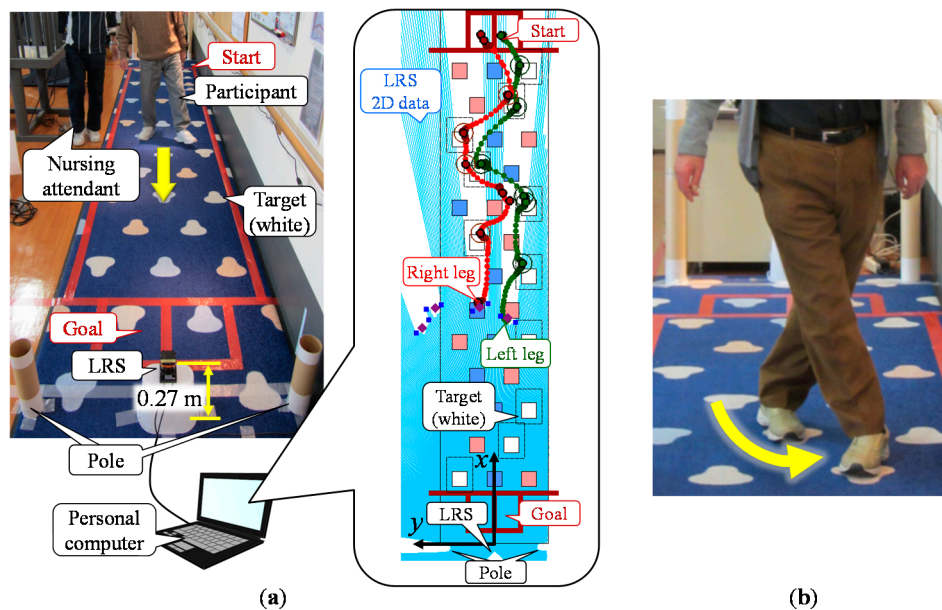 Start
Participant
Nursing
attendant
Target
(white)
Goal
LRS
0.27 m
Pole
Personal
computer
(a)
Start
LRS
2D data
Right leg
Left leg
Target
(white)
x
LRS
Goal
y
Pole
(b)